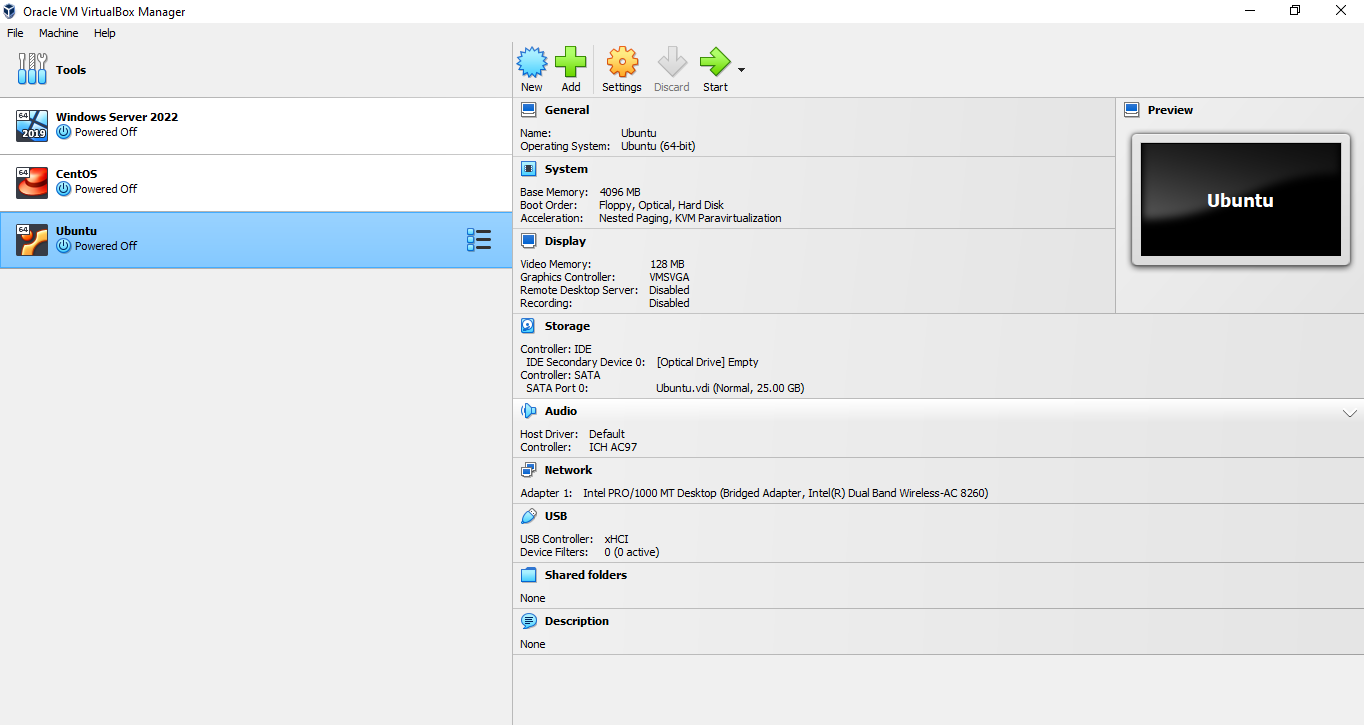 Oracle VM VirtualBox Manager
File Machine Help
Tools
New Add Settings Discard Start
64
2019
Windows Server 2022
Powered Off
64
CentOS
Powered Off
64
Ubuntu
Powered Off
General
Name: Ubuntu
Operating System: Ubuntu (64-bit)
System
Base Memory: 4096 MB
Boot Order: Floppy, Optical, Hard Disk
Acceleration: Nested Paging, KVM Paravirtualization
Display
Video Memory: 128 MB
Graphics Controller: VMSVGA
Remote Desktop Server: Disabled
Recording: Disabled
Preview
Ubuntu
Storage
Controller: IDE
IDE Secondary Device 0: [Optical Drive] Empty
Controller: SATA
SATA Port 0: Ubuntu.vdi (Normal, 25.00 GB)
Audio
Host Driver: Default
Controller: ICH AC97
Network
Adapter 1: Intel PRO/1000 MT Desktop (Bridged Adapter, Intel(R) Dual Band Wireless-AC 8260)
USB
USB Controller: xHCI
Device Filters: 0 (0 active)
Shared folders
None
Description
None